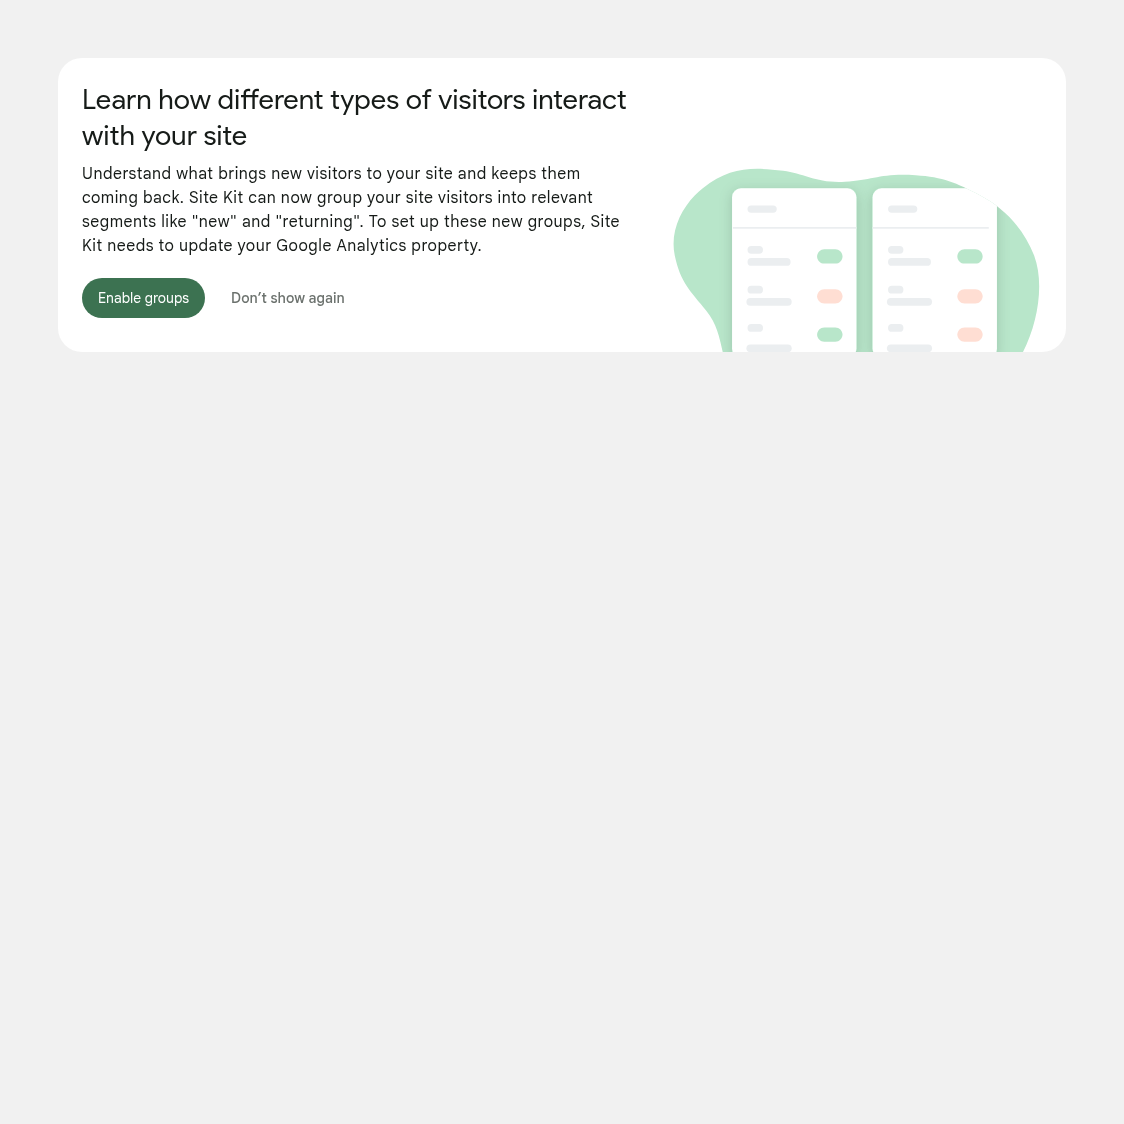 Learn how different types of visitors interact
with your site
Understand what brings new visitors to your site and keeps them
coming back. Site Kit can now group your site visitors into relevant
segments like "new" and "returning". To set up these new groups, Site
Kit needs to update your Google Analytics property.
Enable groups
Don’t show again